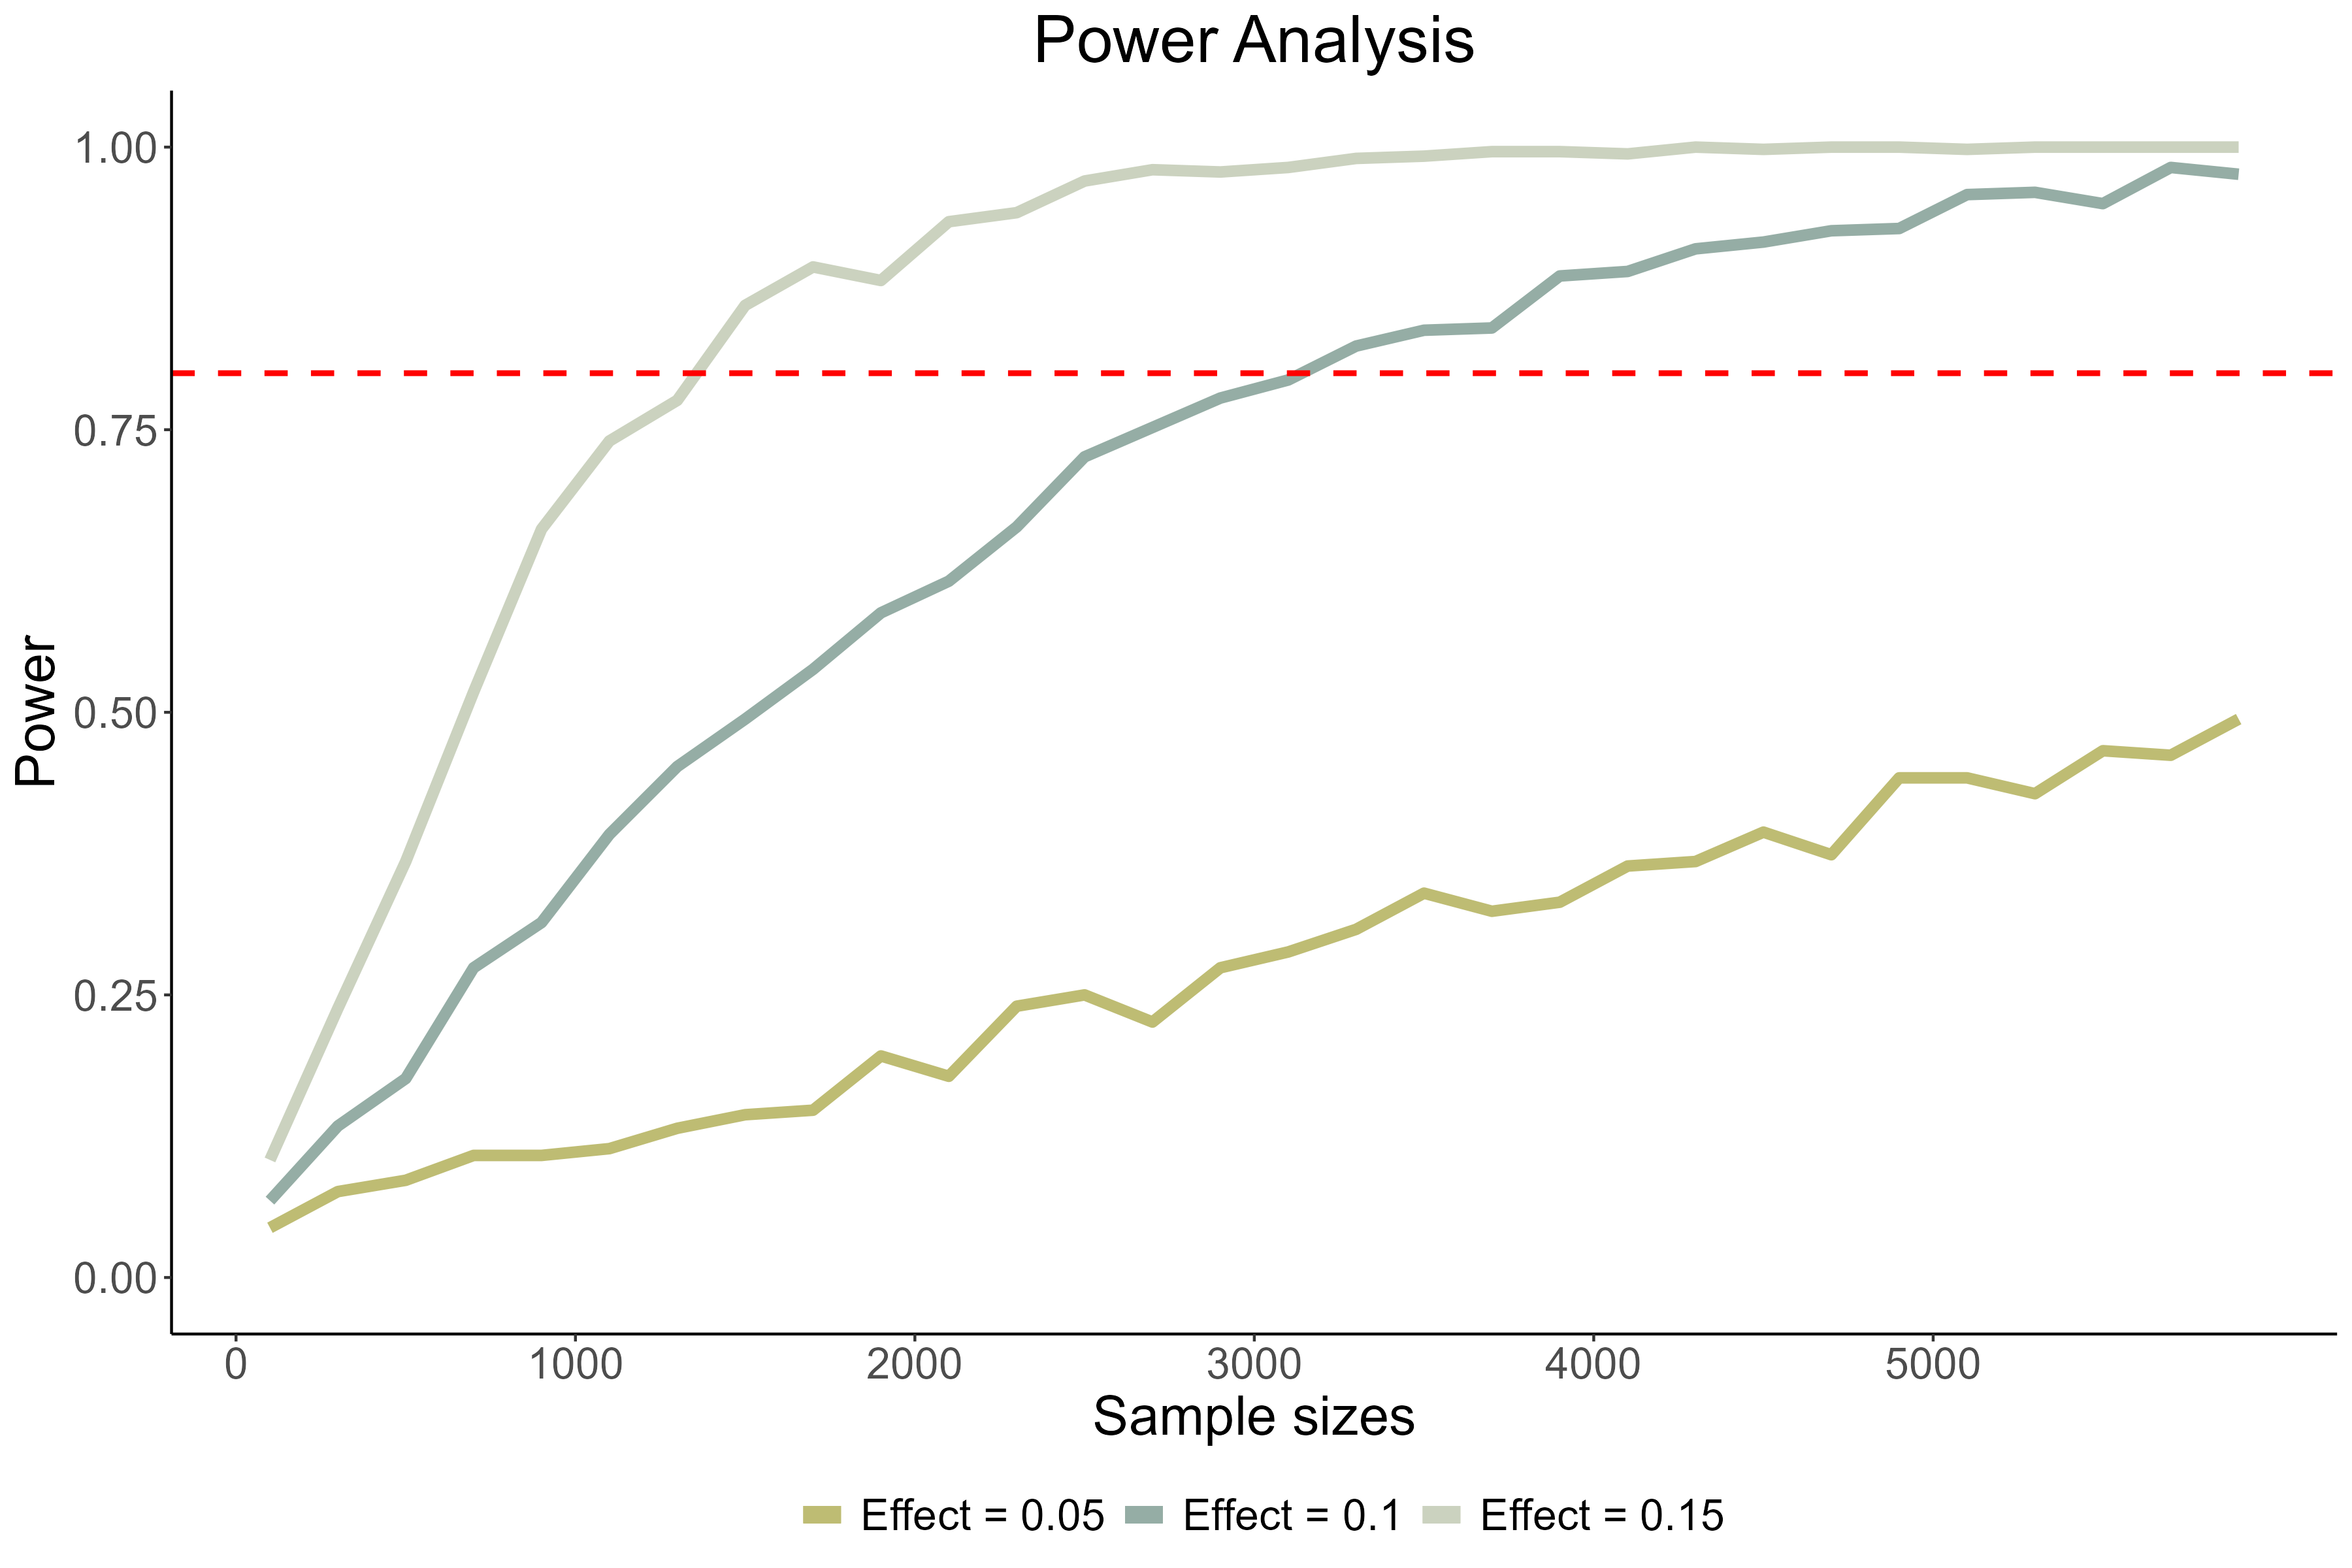 Power Analysis
1.00
0.75
0.50
0.25
0.00
Power
0 1000 2000 3000 4000 5000
Sample sizes
Effect = 0.05 Effect = 0.1 Effect = 0.15